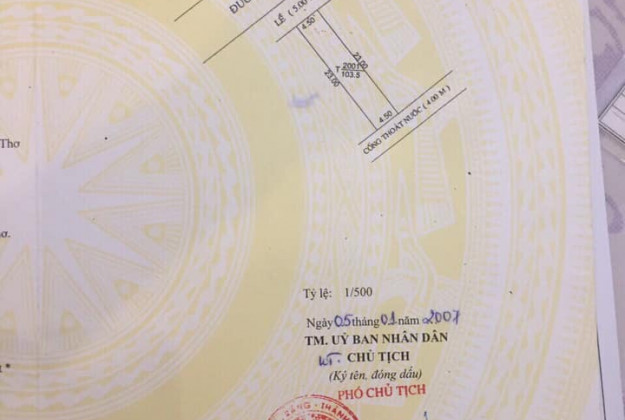 LỀ ( 5.00
4.50
23.00
T 2001
103.5
23.00
4.50
CỐNG THOÁT NƯỚC ( 4.00 M )
Thơ
ơ.
Tỷ lệ: 1/500
Ngày 05 tháng 01 năm 2007
TM. UỶ BAN NHÂN DÂN
KT. CHỦ TỊCH
(Ký tên, đóng dấu)
PHÓ CHỦ TỊCH